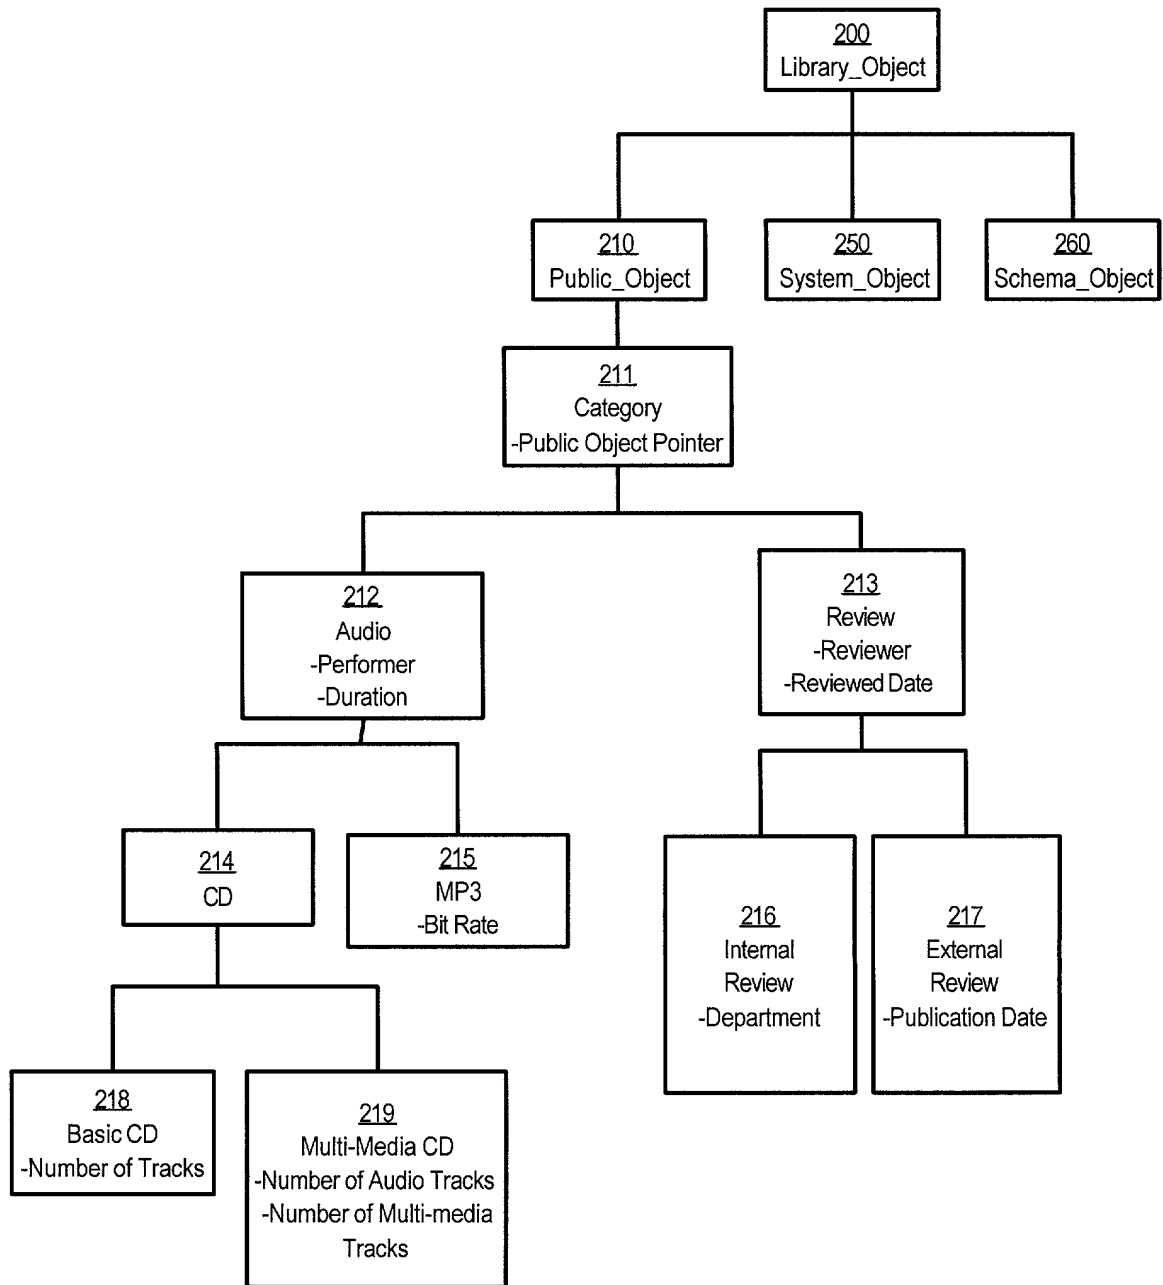 200
Library_Object
210
Public_Object
250
System_Object
260
Schema_Object
211
Category
-Public Object Pointer
212
Audio
-Performer
-Duration
213
Review
-Reviewer
-Reviewed Date
214
CD
215
MP3
-Bit Rate
216
Internal
Review
-Department
217
External
Review
-Publication Date
218
Basic CD
-Number of Tracks
219
Multi-Media CD
-Number of Audio Tracks
-Number of Multi-media
Tracks